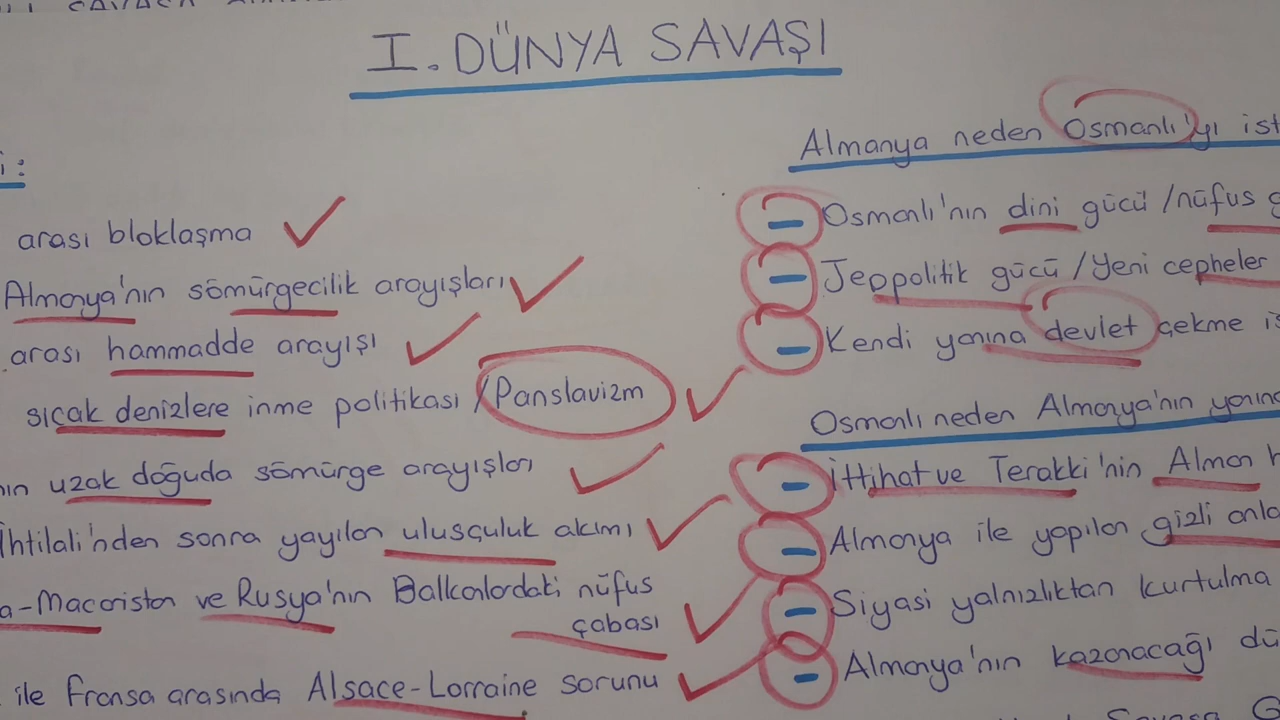 I. DÜNYA SAVAŞI
arası bloklaşma
Almanya'nın sömürgecilik arayışları
arası hammadde arayışı
sıcak denizlere inme politikası / Panslavizm
uzak doğuda sömürge arayışları
İhtilali'nden sonra yayılan ulusçuluk akımı
a-Macaristan ve Rusya'nın Balkanlardaki nüfus
çabası
ile Fransa arasında Alsace-Lorraine sorunu
Almanya neden Osmanlı'yı ist
- Osmanlı'nın dini gücü / nüfus g
- Jeppolitik gücü / Yeni cepheler
- Kendi yanına devlet çekme is
Osmanlı neden Almanya'nın yanınd
- İttihat ve Terakki'nin Alman h
- Almanya ile yapılan gizli anla
- Siyasi yalnızlıktan kurtulma
- Almanya'nın kazanacağı dü